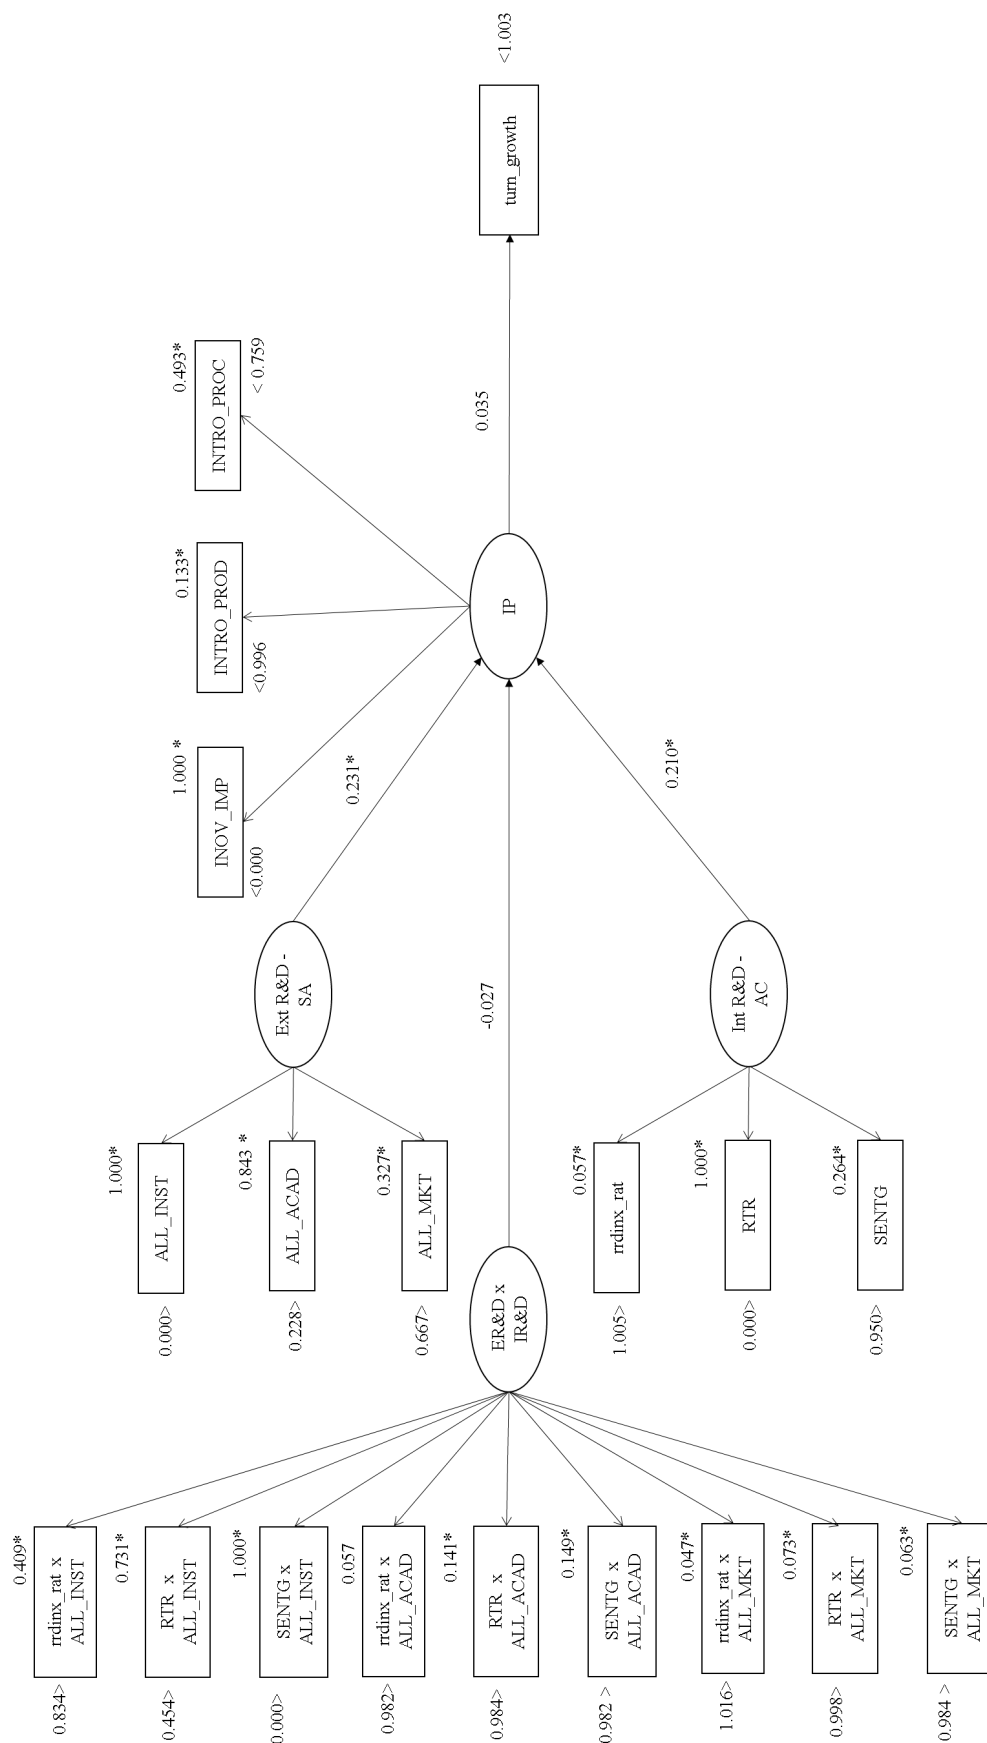 <1.003
turn_growth
0.035
0.493*
INTRO_PROC
< 0.759
0.133*
INTRO_PROD
<0.996
1.000 *
INOV_IMP
<0.000
IP
0.231*
-0.027
0.210*
Ext R&D -
SA
Int R&D -
AC
1.000*
ALL_INST
0.000>
0.843 *
ALL_ACAD
0.228>
0.327*
ALL_MKT
0.667>
0.057*
rrdinx_rat
1.005>
1.000*
RTR
0.000>
0.264*
SENTG
0.950>
ER&D x
IR&D
0.409*
rrdinx_rat x
ALL_INST
0.834>
0.731*
RTR x
ALL_INST
0.454>
1.000*
SENTG x
ALL_INST
0.000>
0.057
rrdinx_rat x
ALL_ACAD
0.982>
0.141*
RTR x
ALL_ACAD
0.984>
0.149*
SENTG x
ALL_ACAD
0.982 >
0.047*
rrdinx_rat x
ALL_MKT
1.016>
0.073*
RTR x
ALL_MKT
0.998>
0.063*
SENTG x
ALL_MKT
0.984 >